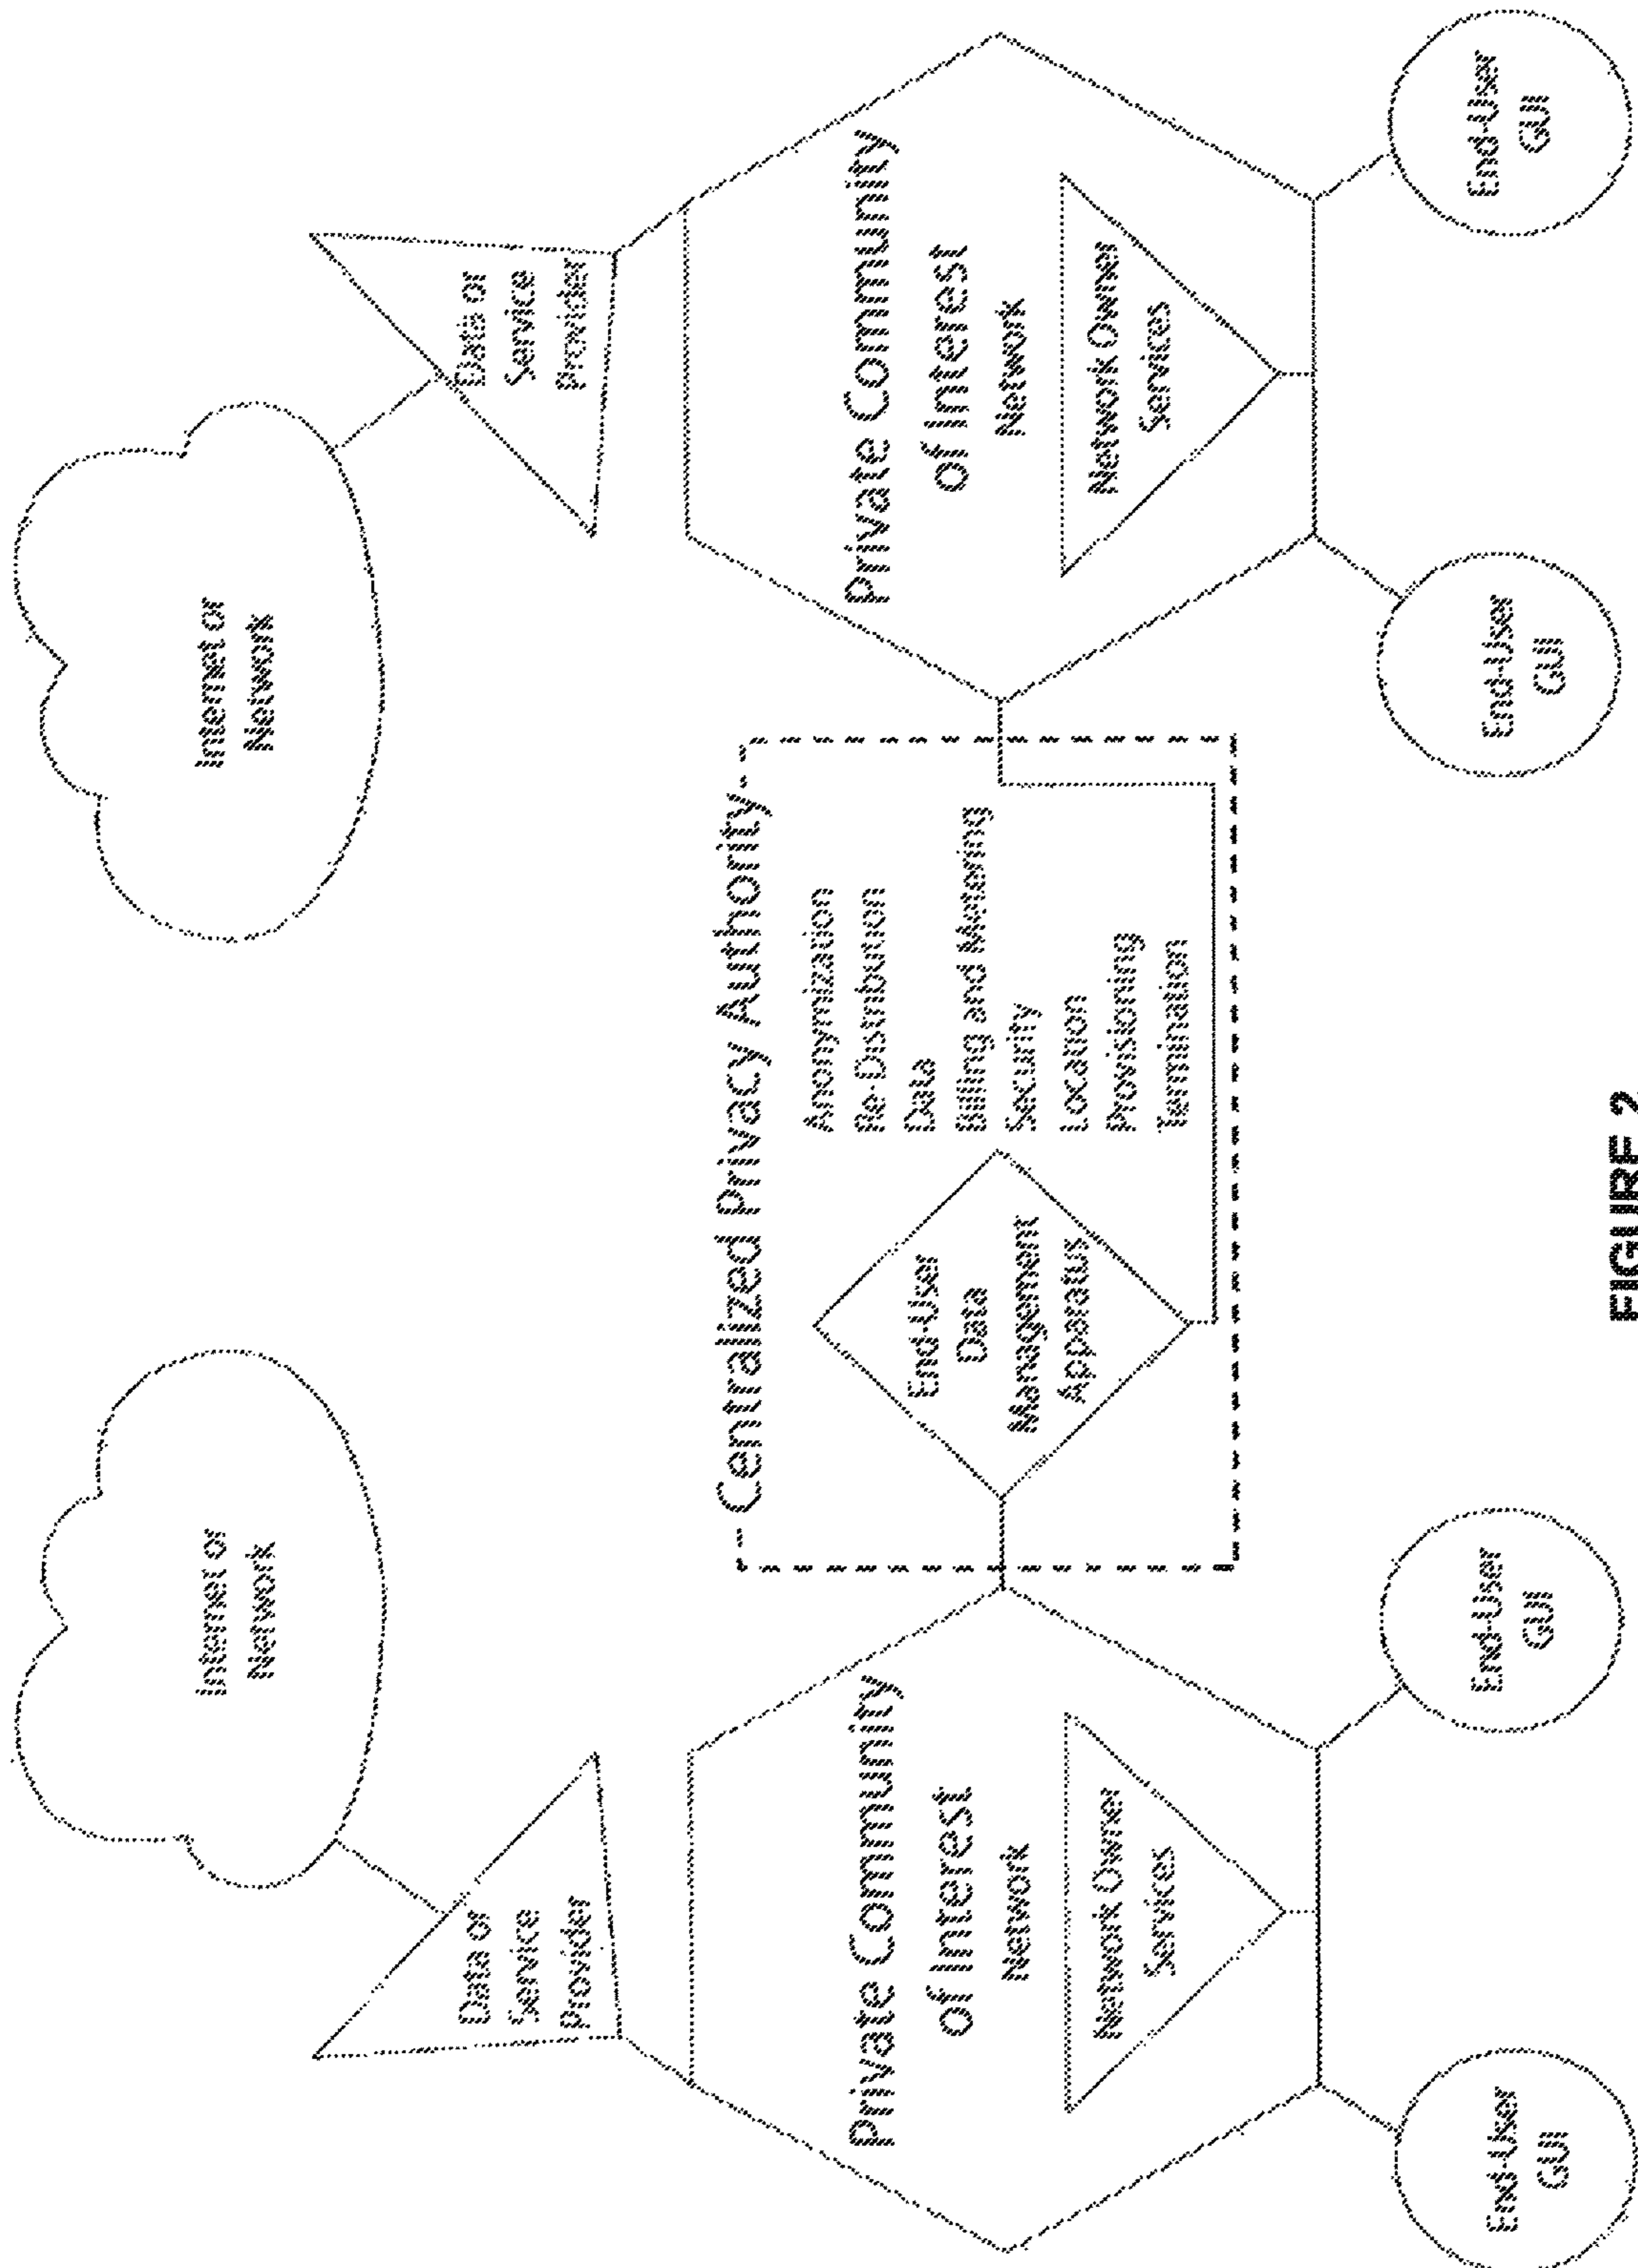 Internet or
Network
Internet or
Network
Data or
Service
Provider
Data or
Service
Provider
Centralized Privacy Authority
Private Community
of Interest
Network
Network Owner
Services
End-User
Data
Management
Apparatus
Anonymization
Re-Distribution
Data
Billing and Metering
Security
Location
Provisioning
Termination
Private Community
of Interest
Network
Network Owner
Services
End-User
GUI
End-User
GUI
End-User
GUI
End-User
GUI
FIGURE 2